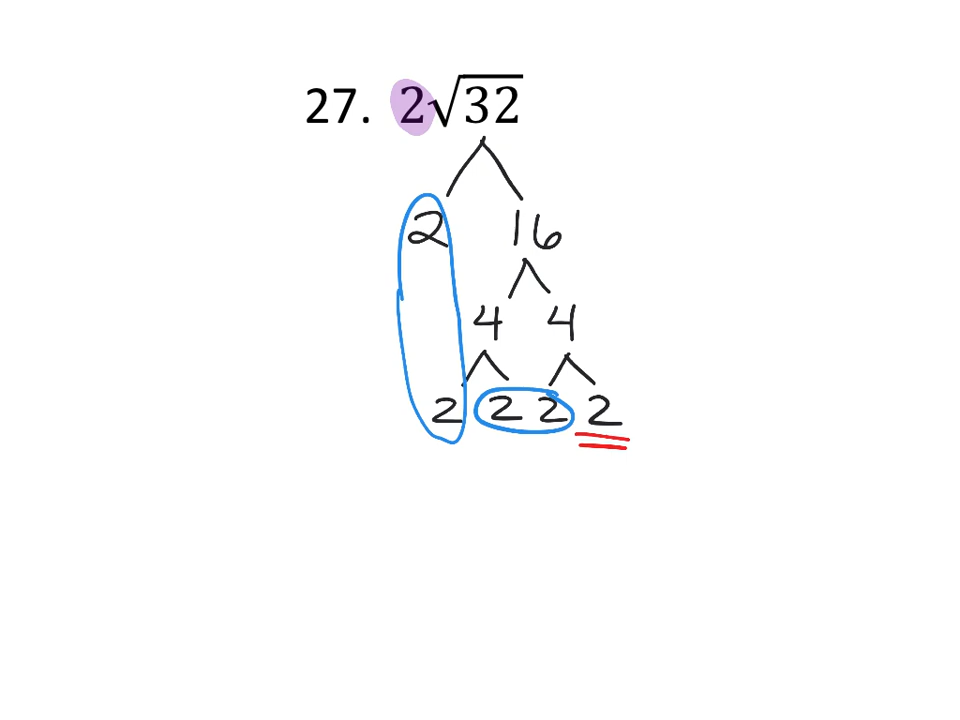 27. 2√32
2 16
4 4
2 2 2 2